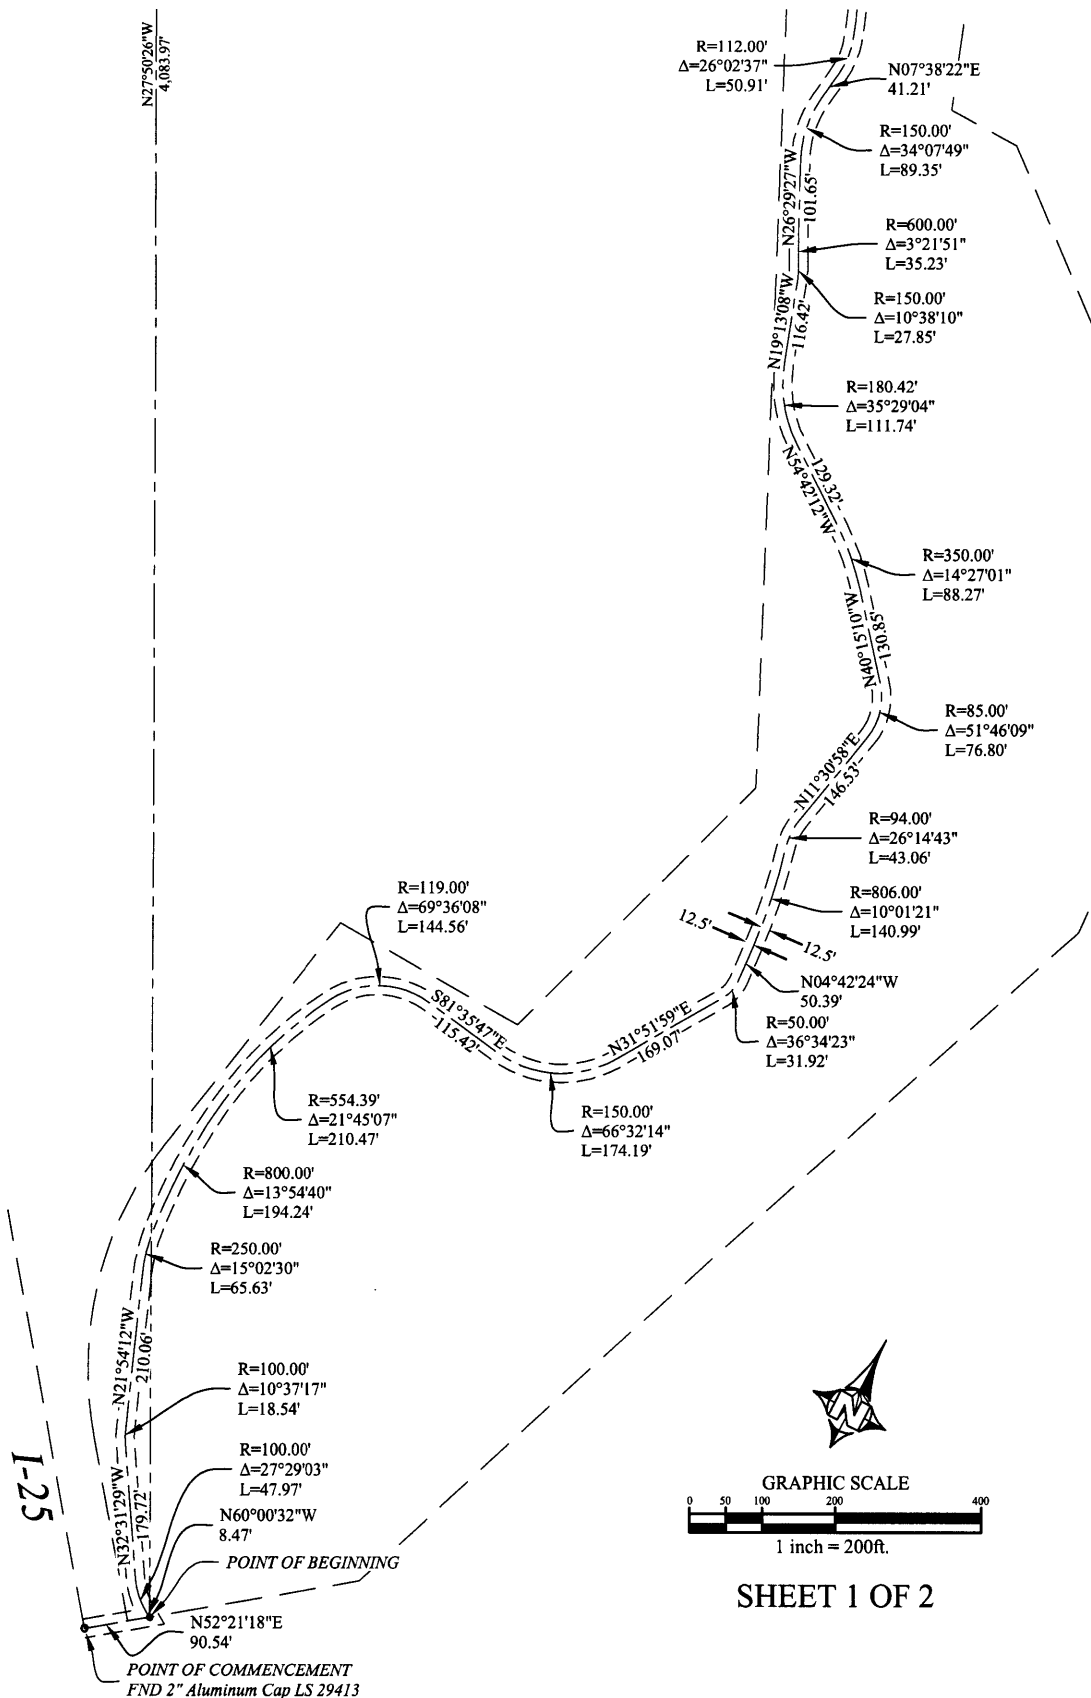 N27°50'26"W
4,083.97'
R=112.00'
Δ=26°02'37"
L=50.91'
N07°38'22"E
41.21'
R=150.00'
Δ=34°07'49"
L=89.35'
N26°29'27"W
101.65'
R=600.00'
Δ=3°21'51"
L=35.23'
R=150.00'
Δ=10°38'10"
L=27.85'
N19°13'08"W
116.42'
R=180.42'
Δ=35°29'04"
L=111.74'
129.32'
N54°42'12"W
R=350.00'
Δ=14°27'01"
L=88.27'
N40°15'10"W
130.85'
R=85.00'
Δ=51°46'09"
L=76.80'
N11°30'58"E
146.53'
R=94.00'
Δ=26°14'43"
L=43.06'
R=119.00'
Δ=69°36'08"
L=144.56'
R=806.00'
Δ=10°01'21"
L=140.99'
12.5'
12.5'
N04°42'24"W
50.39'
S81°35'47"E
115.42'
N31°51'59"E
169.07'
R=50.00'
Δ=36°34'23"
L=31.92'
R=554.39'
Δ=21°45'07"
L=210.47'
R=150.00'
Δ=66°32'14"
L=174.19'
R=800.00'
Δ=13°54'40"
L=194.24'
R=250.00'
Δ=15°02'30"
L=65.63'
N21°54'12"W
210.06'
R=100.00'
Δ=10°37'17"
L=18.54'
I-25
N32°31'29"W
179.72'
R=100.00'
Δ=27°29'03"
L=47.97'
N60°00'32"W
8.47'
POINT OF BEGINNING
N52°21'18"E
90.54'
POINT OF COMMENCEMENT
FND 2" Aluminum Cap LS 29413
N
GRAPHIC SCALE
0 50 100 200 400
1 inch = 200ft.
SHEET 1 OF 2